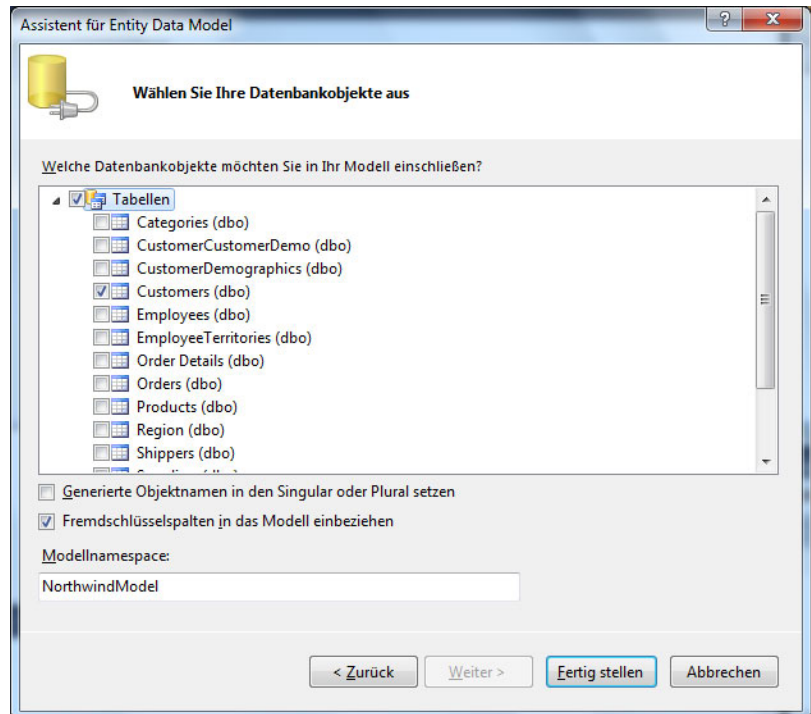 Assistent für Entity Data Model
Wählen Sie Ihre Datenbankobjekte aus
Welche Datenbankobjekte möchten Sie in Ihr Modell einschließen?
Tabellen
Categories (dbo)
CustomerCustomerDemo (dbo)
CustomerDemographics (dbo)
Customers (dbo)
Employees (dbo)
EmployeeTerritories (dbo)
Order Details (dbo)
Orders (dbo)
Products (dbo)
Region (dbo)
Shippers (dbo)
Generierte Objektnamen in den Singular oder Plural setzen
Fremdschlüsselspalten in das Modell einbeziehen
Modellnamespace:
NorthwindModel
< Zurück Weiter > Fertig stellen Abbrechen